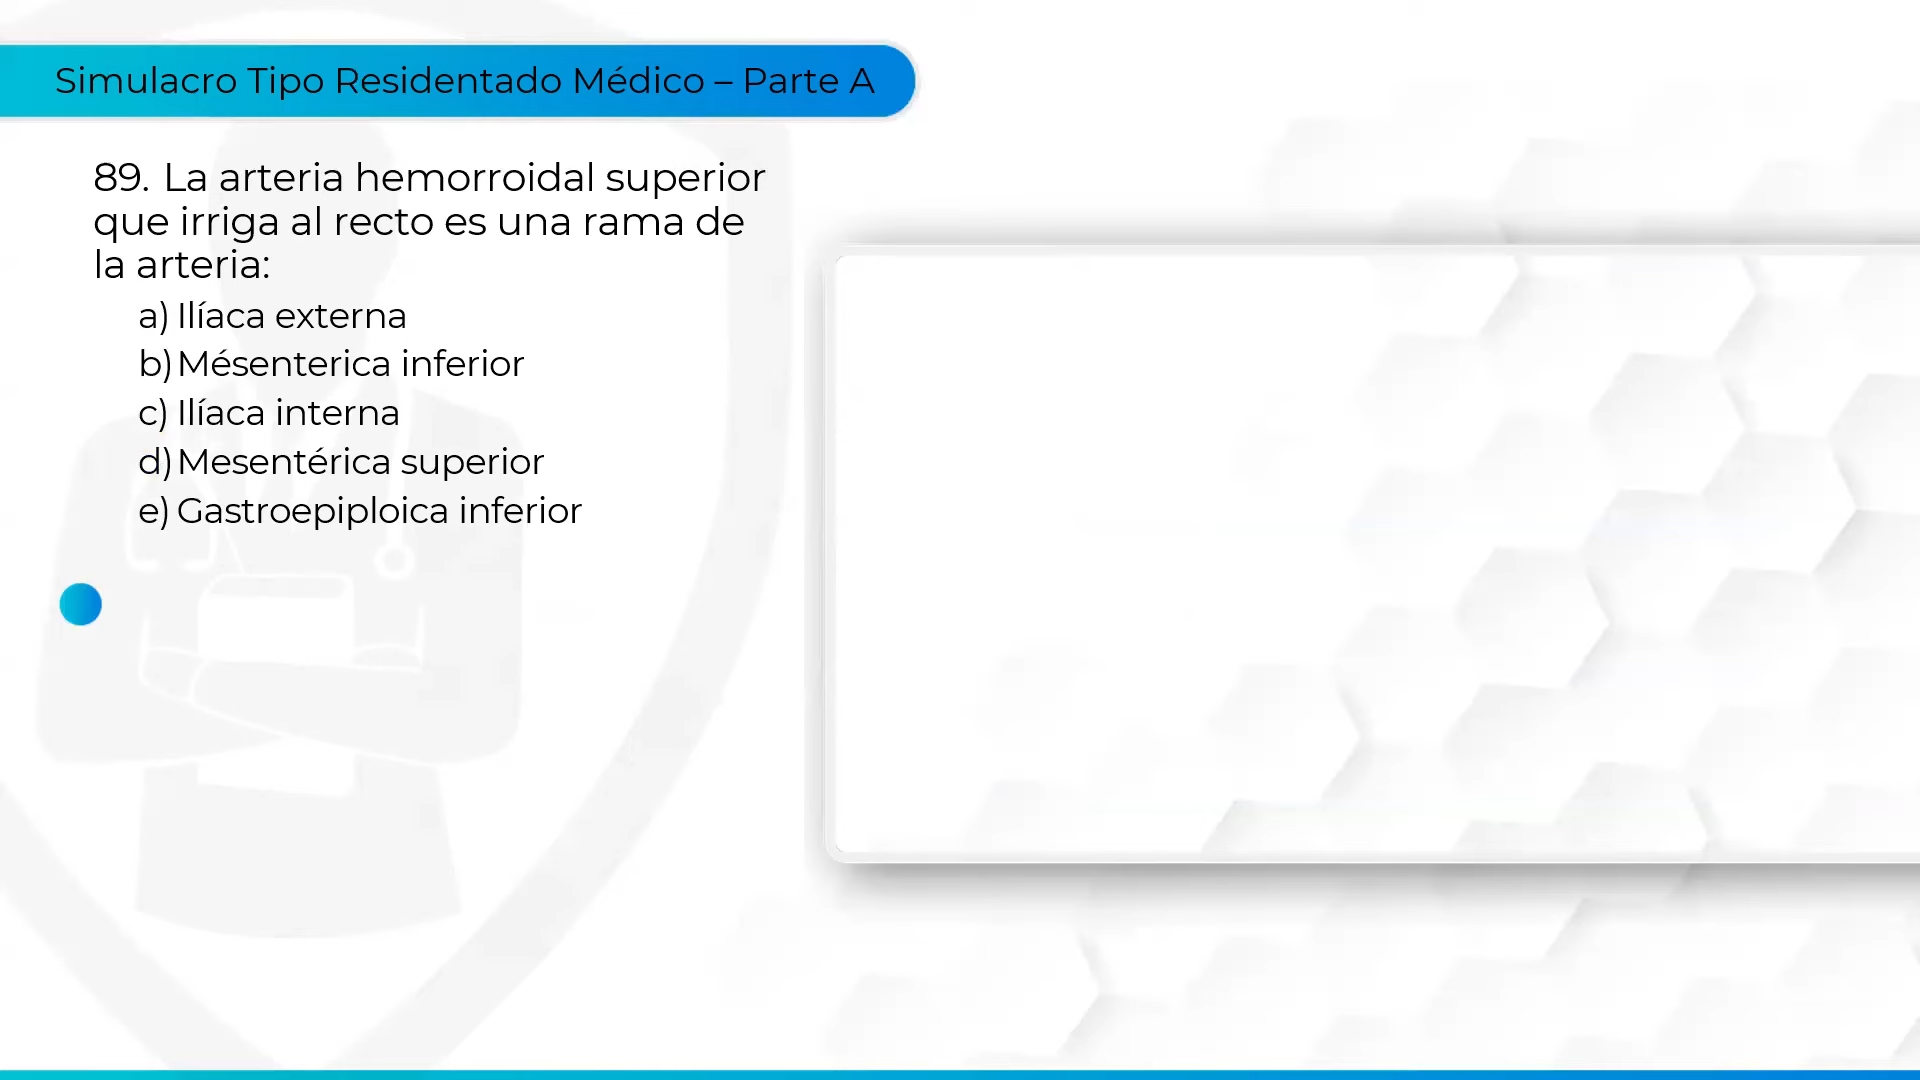 Simulacro Tipo Residentado Médico – Parte A
89. La arteria hemorroidal superior
que irriga al recto es una rama de
la arteria:
a) Ilíaca externa
b) Mésenterica inferior
c) Ilíaca interna
d) Mesentérica superior
e) Gastroepiploica inferior